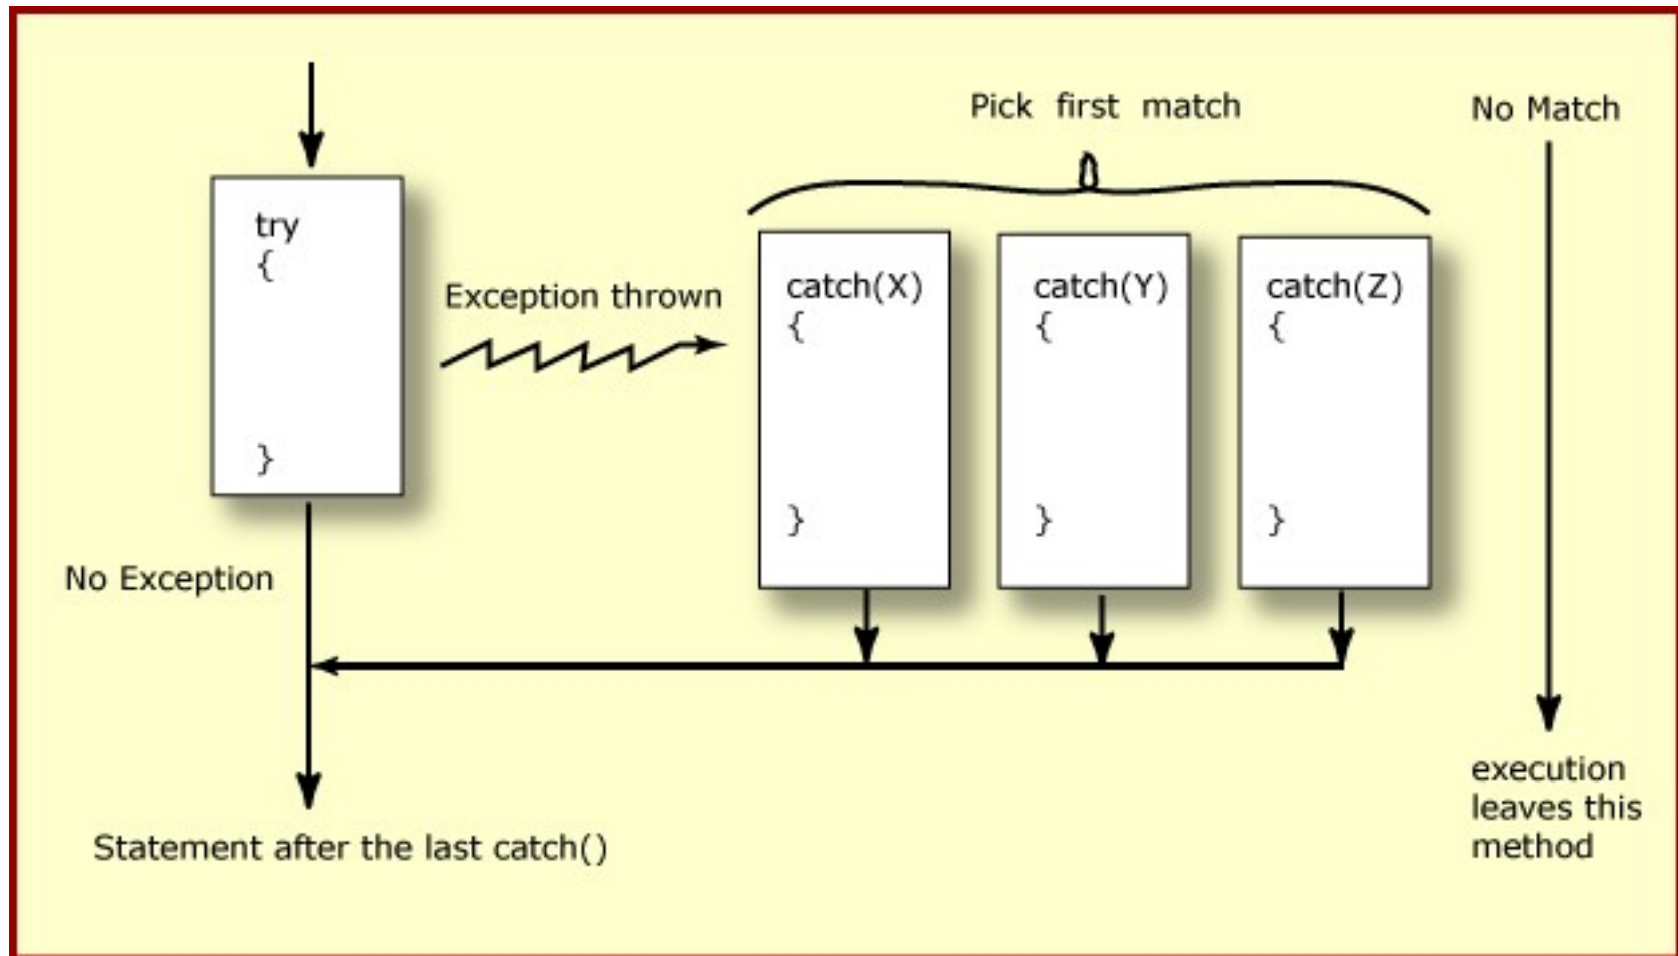 Pick first match
No Match
try
{
}
Exception thrown
catch(X)
{
}
catch(Y)
{
}
catch(Z)
{
}
No Exception
Statement after the last catch()
execution
leaves this
method